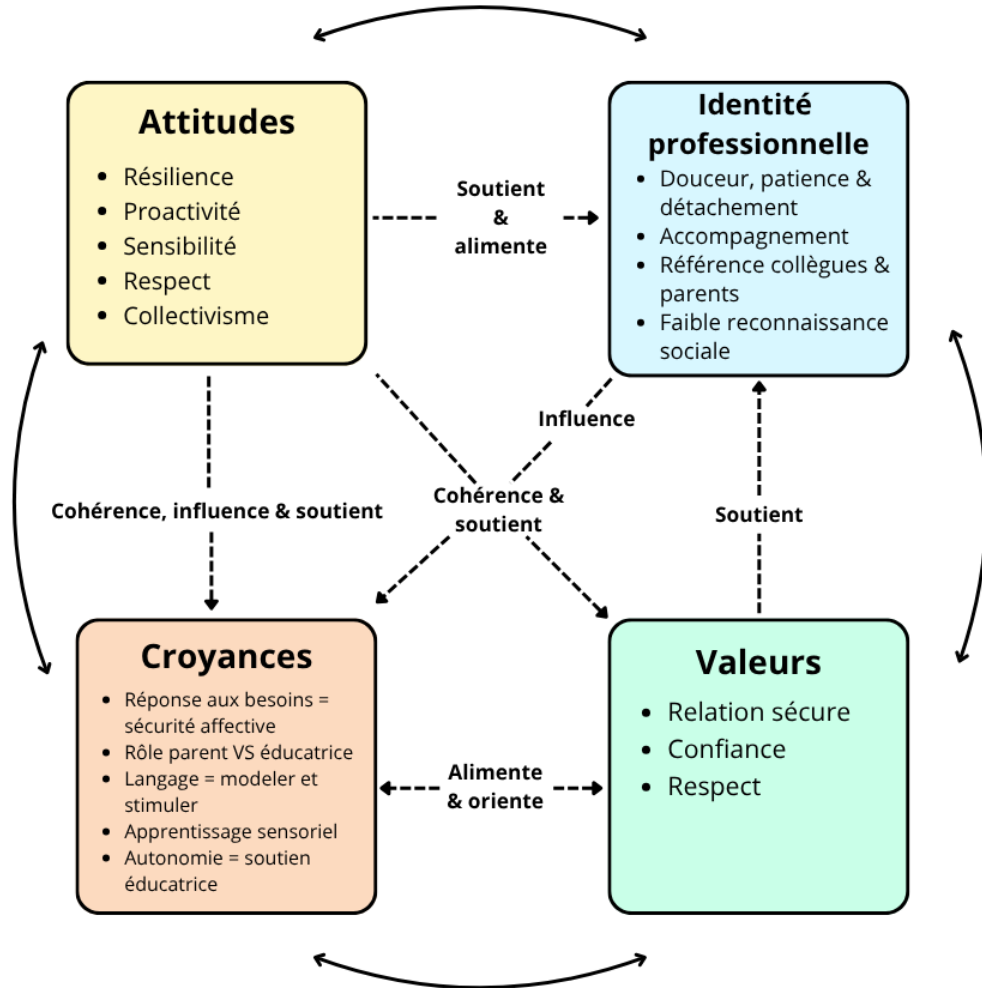 Attitudes
• Résilience
• Proactivité
• Sensibilité
• Respect
• Collectivisme
Soutient
&
alimente
Identité
professionnelle
• Douceur, patience &
détachement
• Accompagnement
• Référence collègues &
parents
• Faible reconnaissance
sociale
Influence
Cohérence, influence & soutient
Cohérence &
soutient
Soutient
Croyances
• Réponse aux besoins =
sécurité affective
• Rôle parent VS éducatrice
• Langage = modeler et
stimuler
• Apprentissage sensoriel
• Autonomie = soutien
éducatrice
Alimente
& oriente
Valeurs
• Relation sécure
• Confiance
• Respect